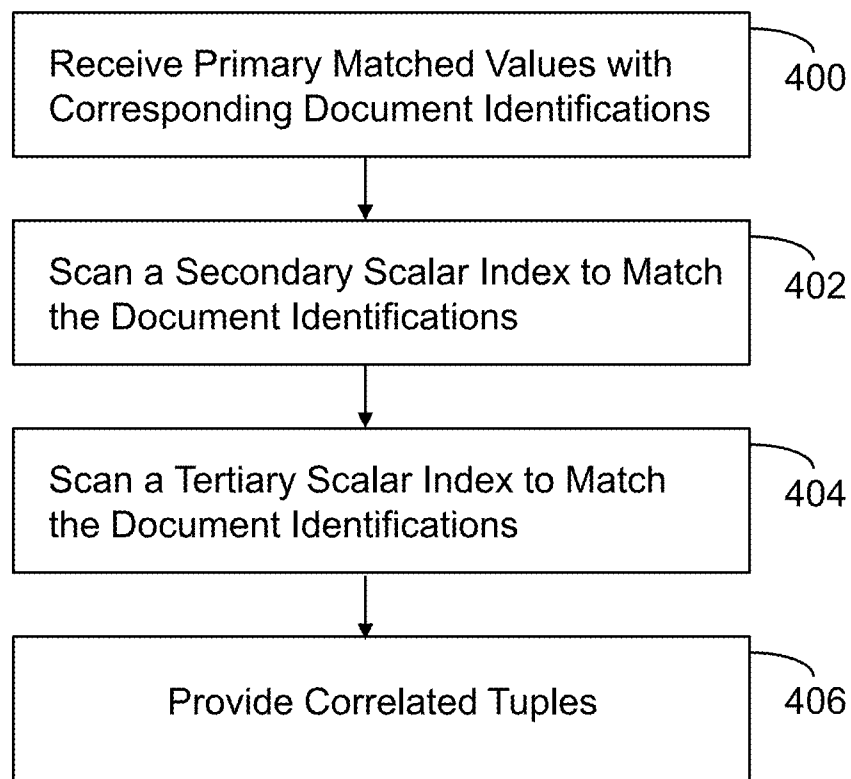 Receive Primary Matched Values with
Corresponding Document Identifications
400
Scan a Secondary Scalar Index to Match
the Document Identifications
402
Scan a Tertiary Scalar Index to Match
the Document Identifications
404
Provide Correlated Tuples
406